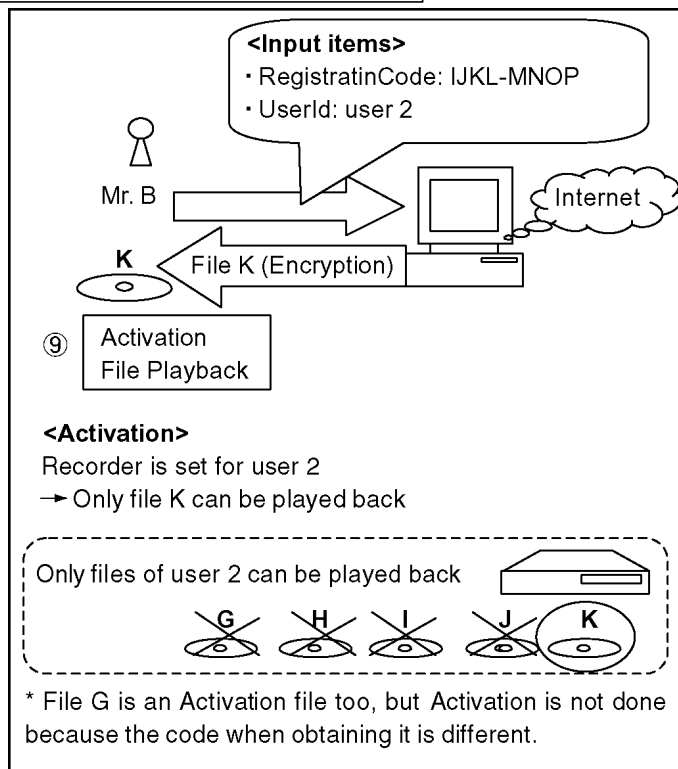 <Input items>
・RegistratinCode: IJKL-MNOP
・UserId: user 2
Mr. B
Internet
K
File K (Encryption)
⑨
Activation
File Playback
<Activation>
Recorder is set for user 2
→ Only file K can be played back
Only files of user 2 can be played back
G H I J K
* File G is an Activation file too, but Activation is not done
because the code when obtaining it is different.